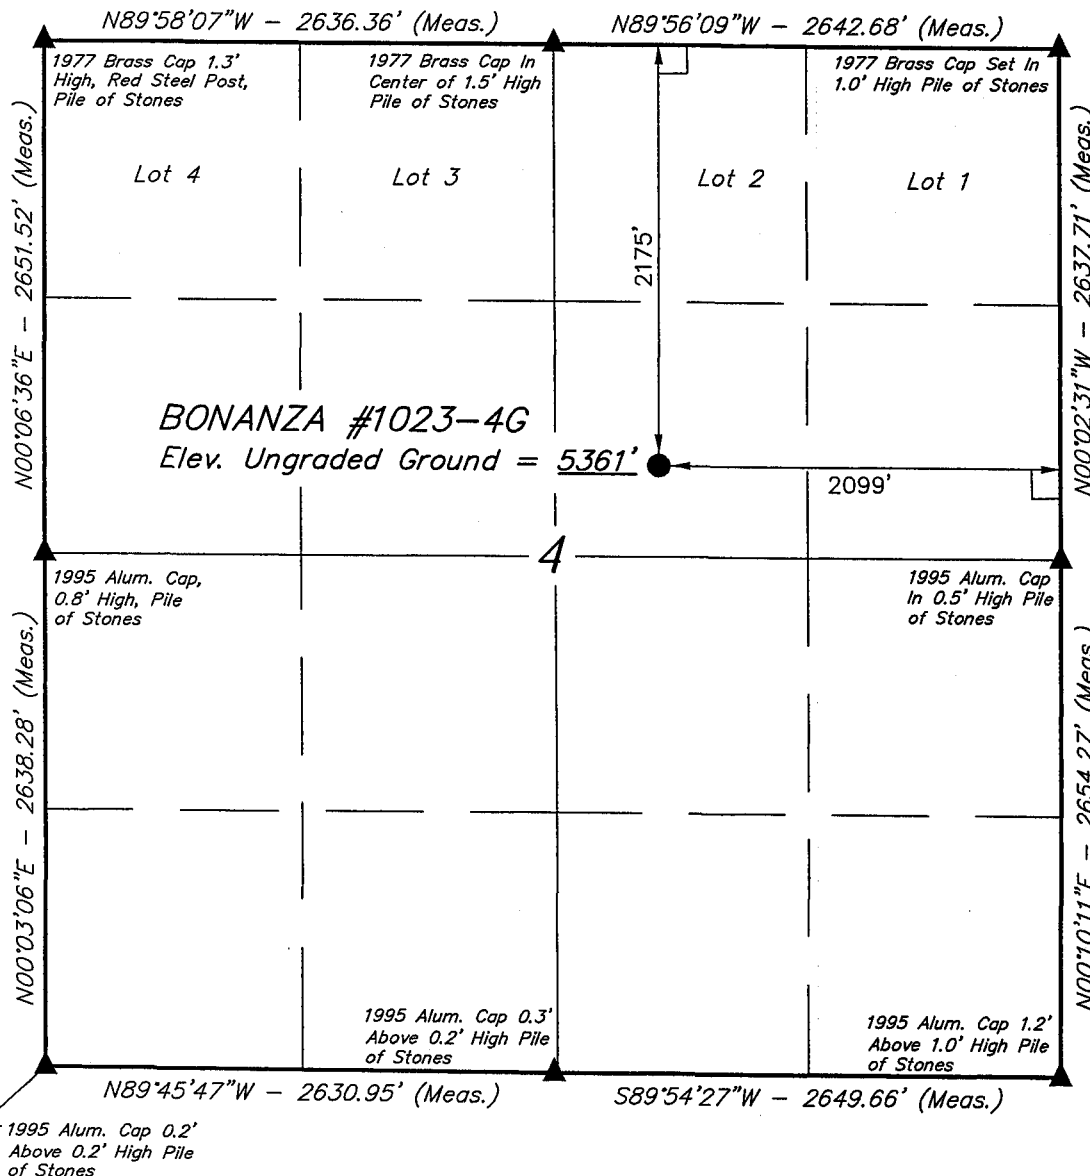 N89°58'07"W - 2636.36' (Meas.)
N89°56'09"W - 2642.68' (Meas.)
1977 Brass Cap 1.3'
High, Red Steel Post,
Pile of Stones
1977 Brass Cap In
Center of 1.5' High
Pile of Stones
1977 Brass Cap Set In
1.0' High Pile of Stones
N00°06'36"E - 2651.52' (Meas.)
N00°02'31"W - 2637.71' (Meas.)
Lot 4
Lot 3
Lot 2
Lot 1
2175'
BONANZA #1023-4G
Elev. Ungraded Ground = 5361'
2099'
4
1995 Alum. Cap,
0.8' High, Pile
of Stones
1995 Alum. Cap
In 0.5' High Pile
of Stones
N00°03'06"E - 2638.28' (Meas.)
N00°10'11"E - 2654.27' (Meas.)
1995 Alum. Cap 0.3'
Above 0.2' High Pile
of Stones
1995 Alum. Cap 1.2'
Above 1.0' High Pile
of Stones
N89°45'47"W - 2630.95' (Meas.)
S89°54'27"W - 2649.66' (Meas.)
1995 Alum. Cap 0.2'
Above 0.2' High Pile
of Stones